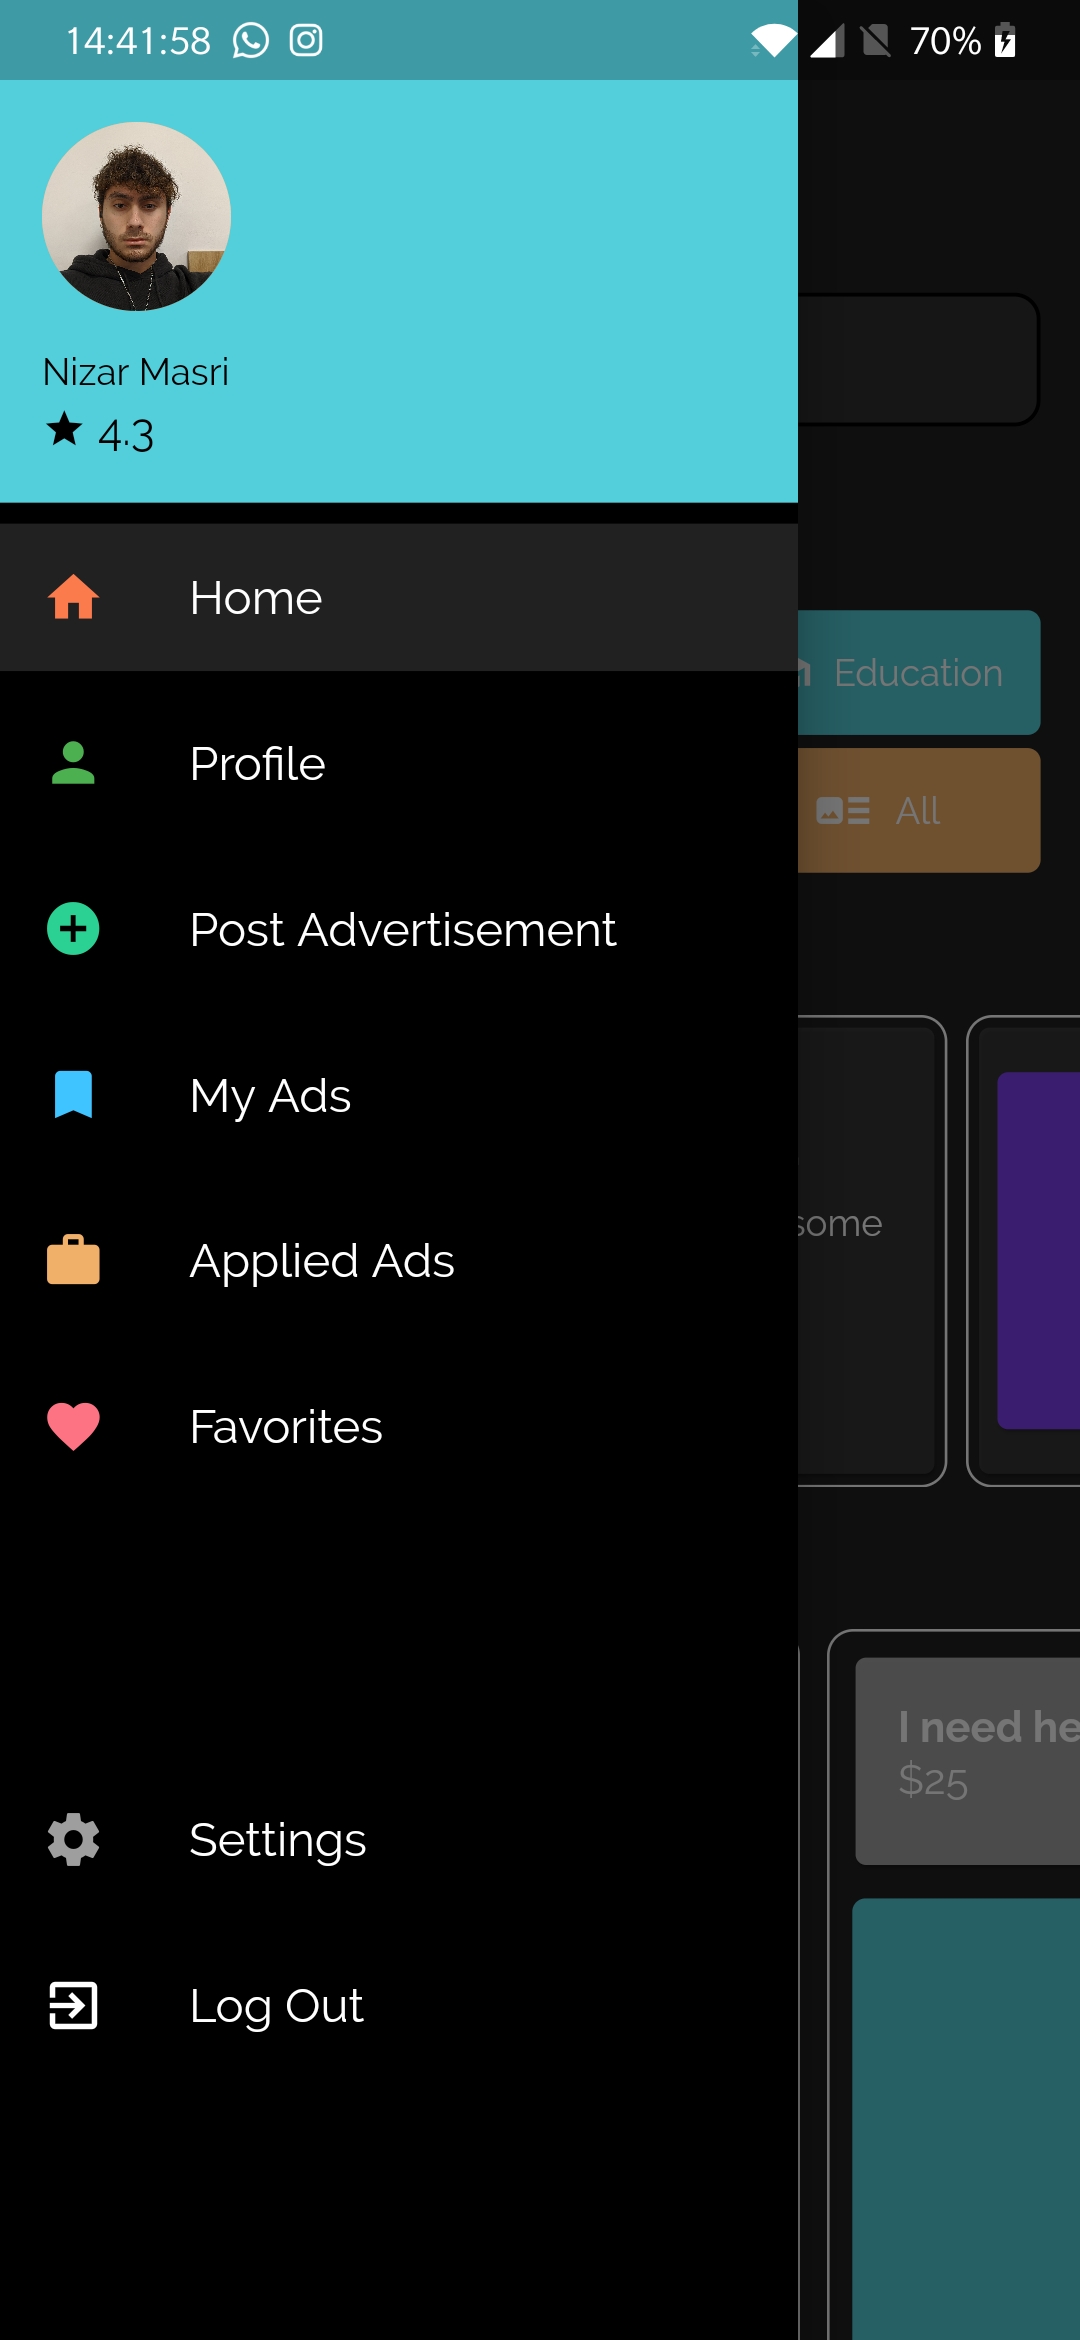 14:41:58
70%
Nizar Masri
4.3
Home
Education
Profile
All
Post Advertisement
My Ads
some
Applied Ads
Favorites
I need he
$25
Settings
Log Out